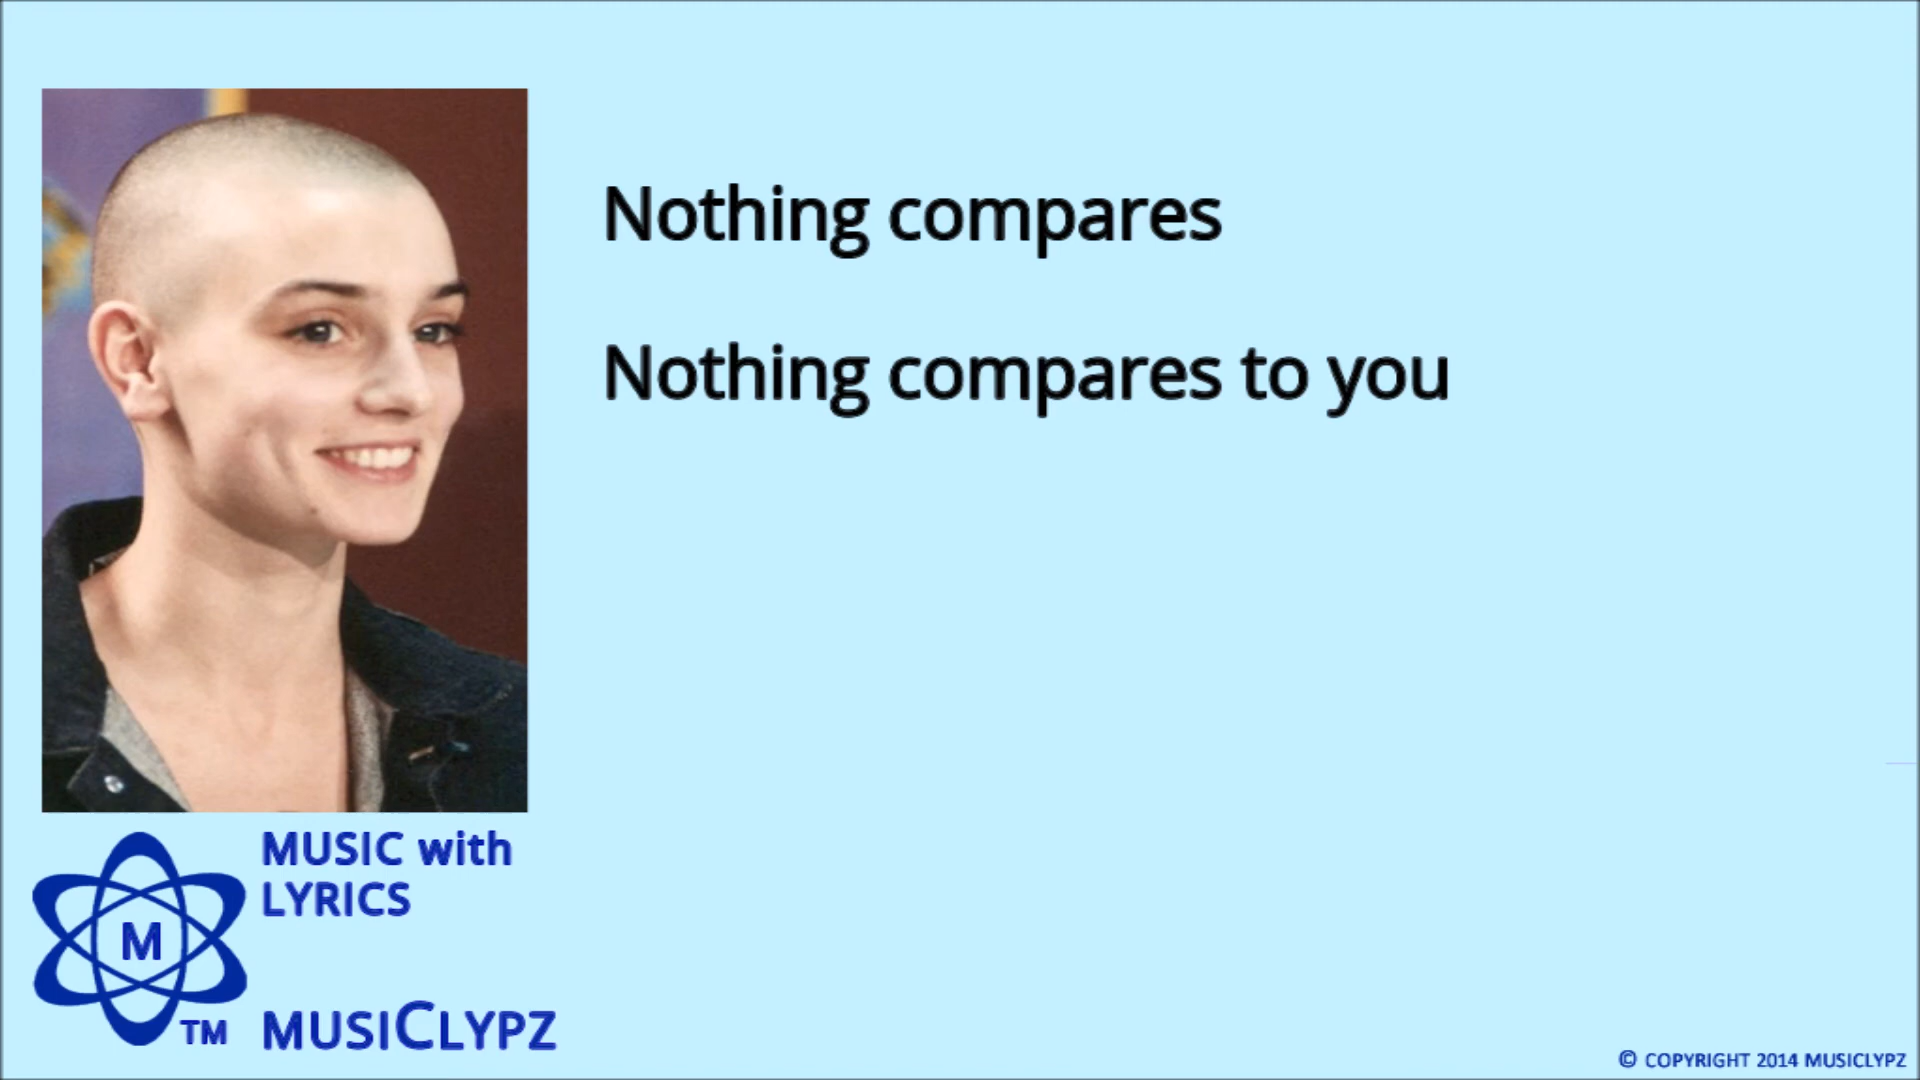 Nothing compares
Nothing compares to you
MUSIC with
LYRICS
M
TM
MUSICLYPZ
© COPYRIGHT 2014 MUSICLYPZ